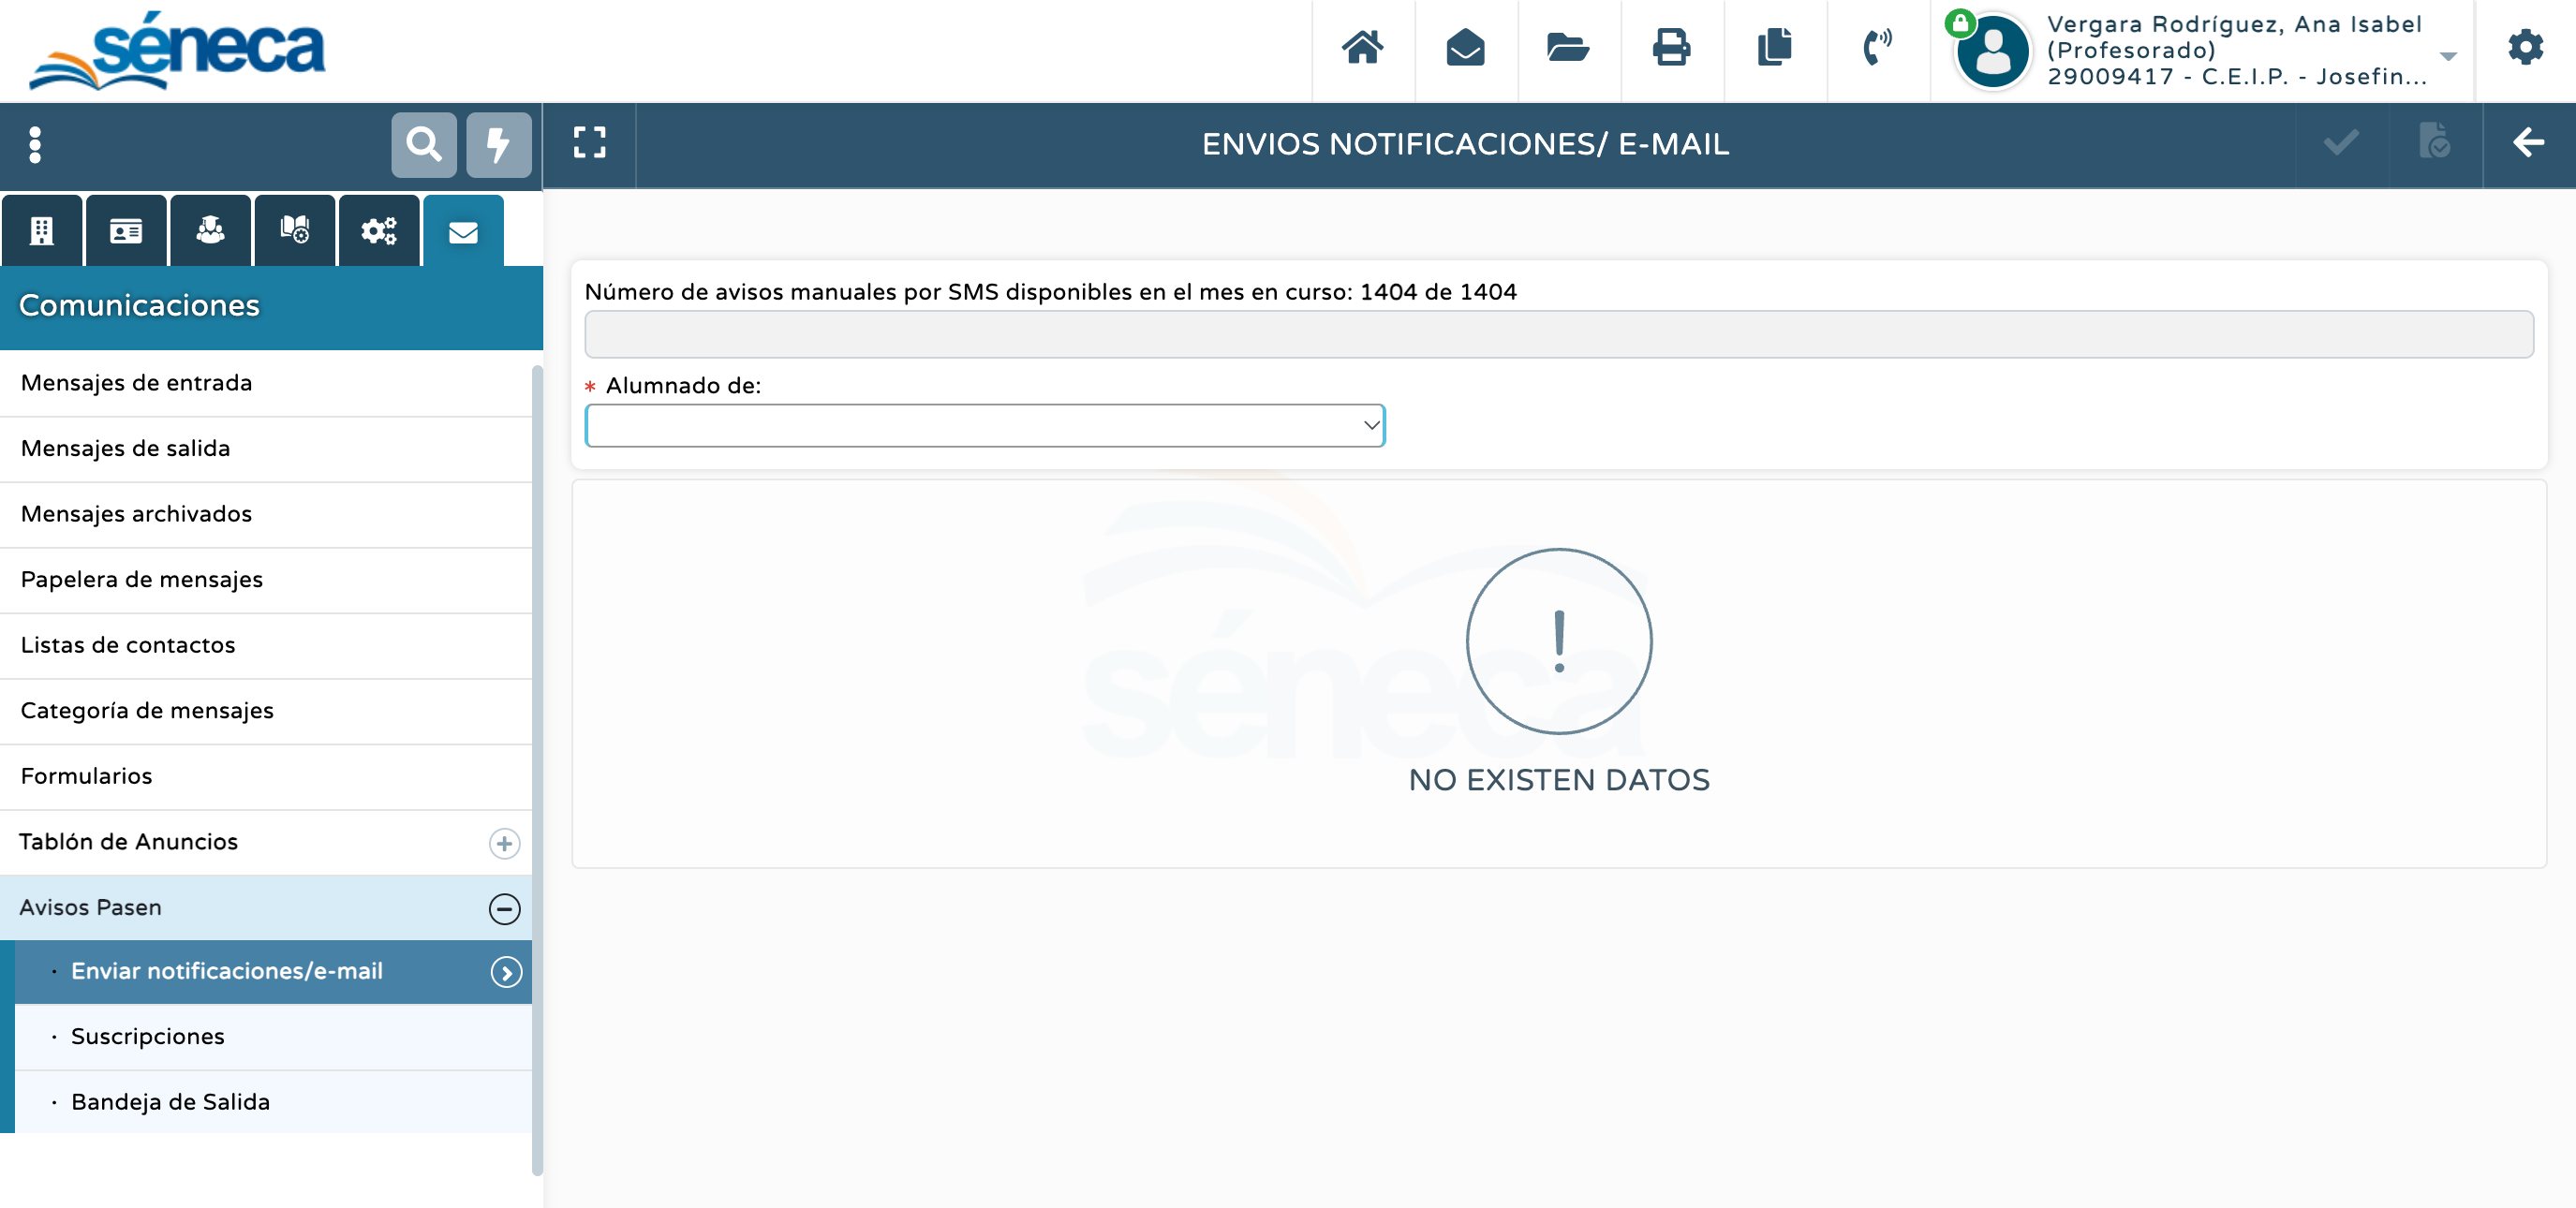 séneca
Vergara Rodríguez, Ana Isabel
(Profesorado)
29009417 - C.E.I.P. - Josefin...
ENVIOS NOTIFICACIONES/ E-MAIL
Comunicaciones
Mensajes de entrada
Mensajes de salida
Mensajes archivados
Papelera de mensajes
Listas de contactos
Categoría de mensajes
Formularios
Tablón de Anuncios
Avisos Pasen
· Enviar notificaciones/e-mail
· Suscripciones
· Bandeja de Salida
Número de avisos manuales por SMS disponibles en el mes en curso: 1404 de 1404
* Alumnado de:
séneca
!
NO EXISTEN DATOS